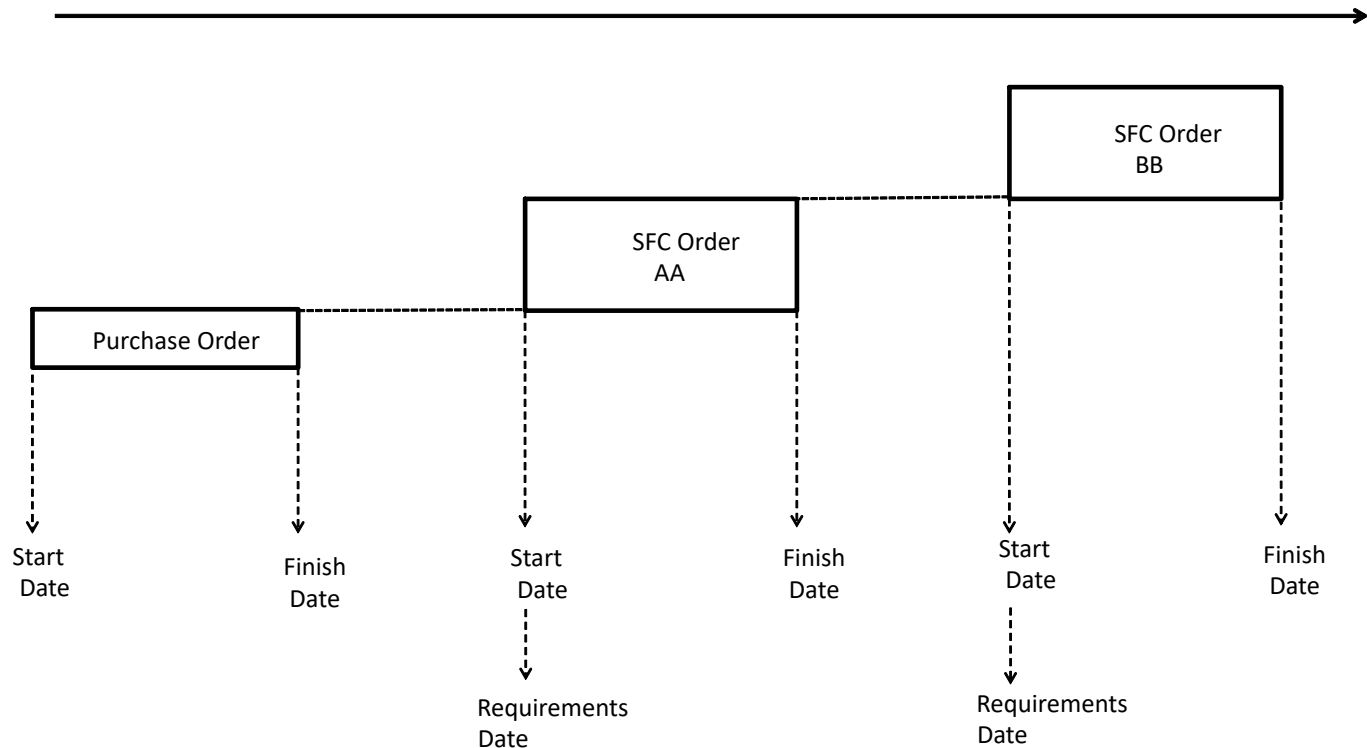 SFC Order
BB
SFC Order
AA
Purchase Order
Start
Date
Finish
Date
Start
Date
Finish
Date
Start
Date
Finish
Date
Requirements
Date
Requirements
Date